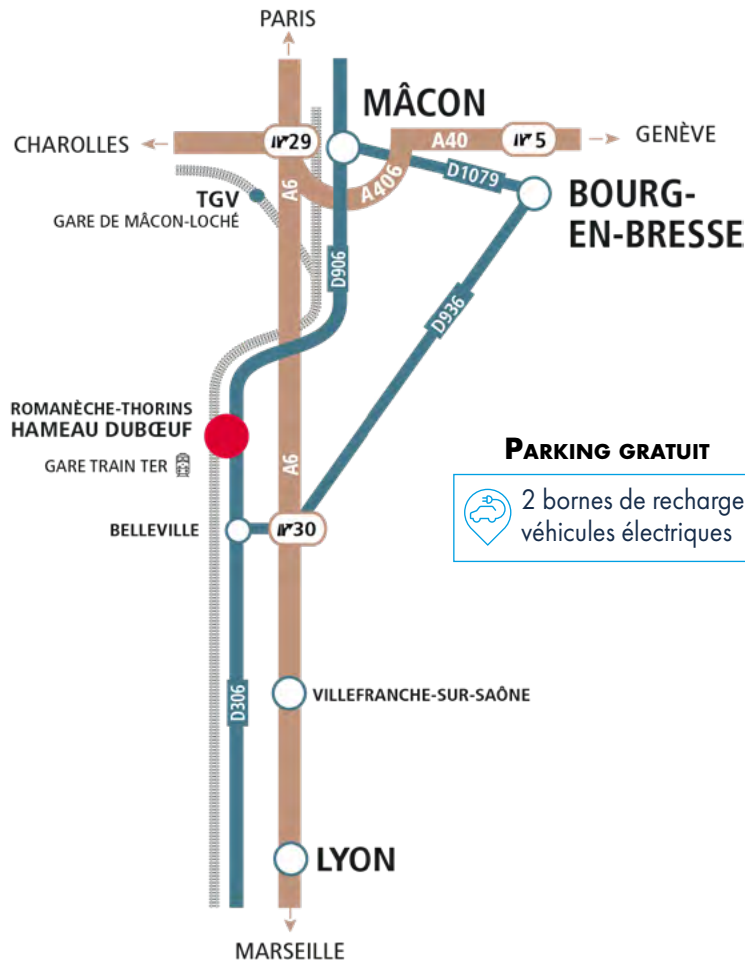 PARIS
MÂCON
CHAROLLES
29
A40
5
GENÈVE
A406
D1079
A6
TGV
GARE DE MÂCON-LOCHÉ
BOURG-
EN-BRESSE
D906
D936
ROMANÈCHE-THORINS
HAMEAU DUBŒUF
GARE TRAIN TER
A6
PARKING GRATUIT
2 bornes de recharge
véhicules électriques
BELLEVILLE
30
D306
VILLEFRANCHE-SUR-SAÔNE
LYON
MARSEILLE